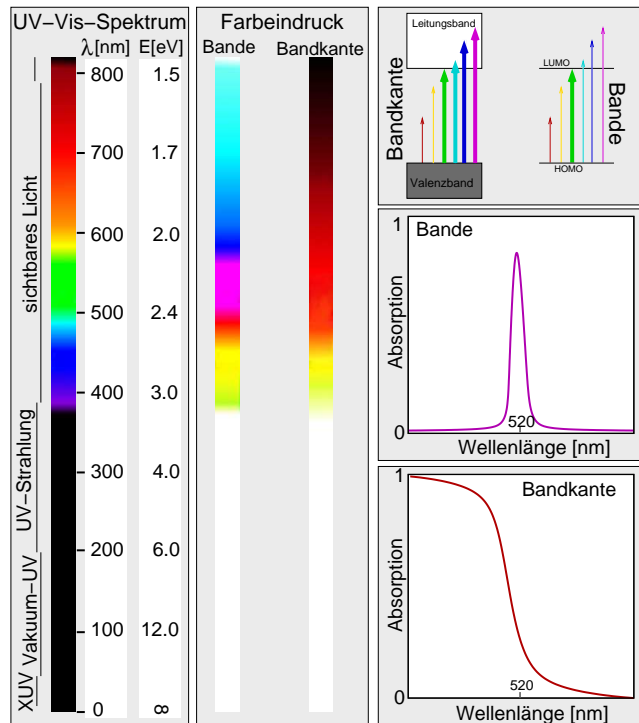 UV−Vis−Spektrum
λ[nm] E[eV]
800 1.5
700 1.7
600 2.0
500 2.4
400 3.0
300 4.0
200 6.0
100 12.0
0 ∞
sichtbares Licht
UV−Strahlung
Vakuum−UV
XUV
Farbeindruck
Bande
Bandkante
Bandkante
Leitungsband
Valenzband
LUMO
HOMO
Bande
1
Bande
Absorption
0
520
Wellenlänge [nm]
1
Bandkante
Absorption
0
520
Wellenlänge [nm]